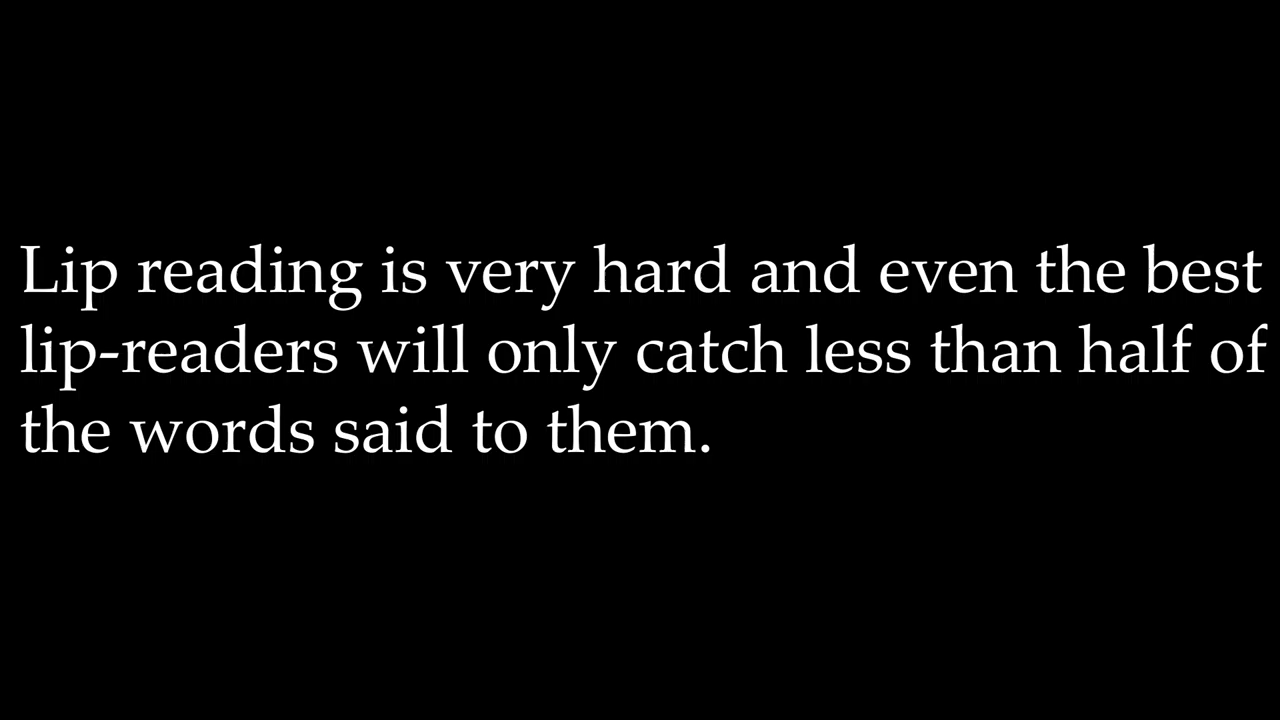 Lip reading is very hard and even the best
lip-readers will only catch less than half of
the words said to them.